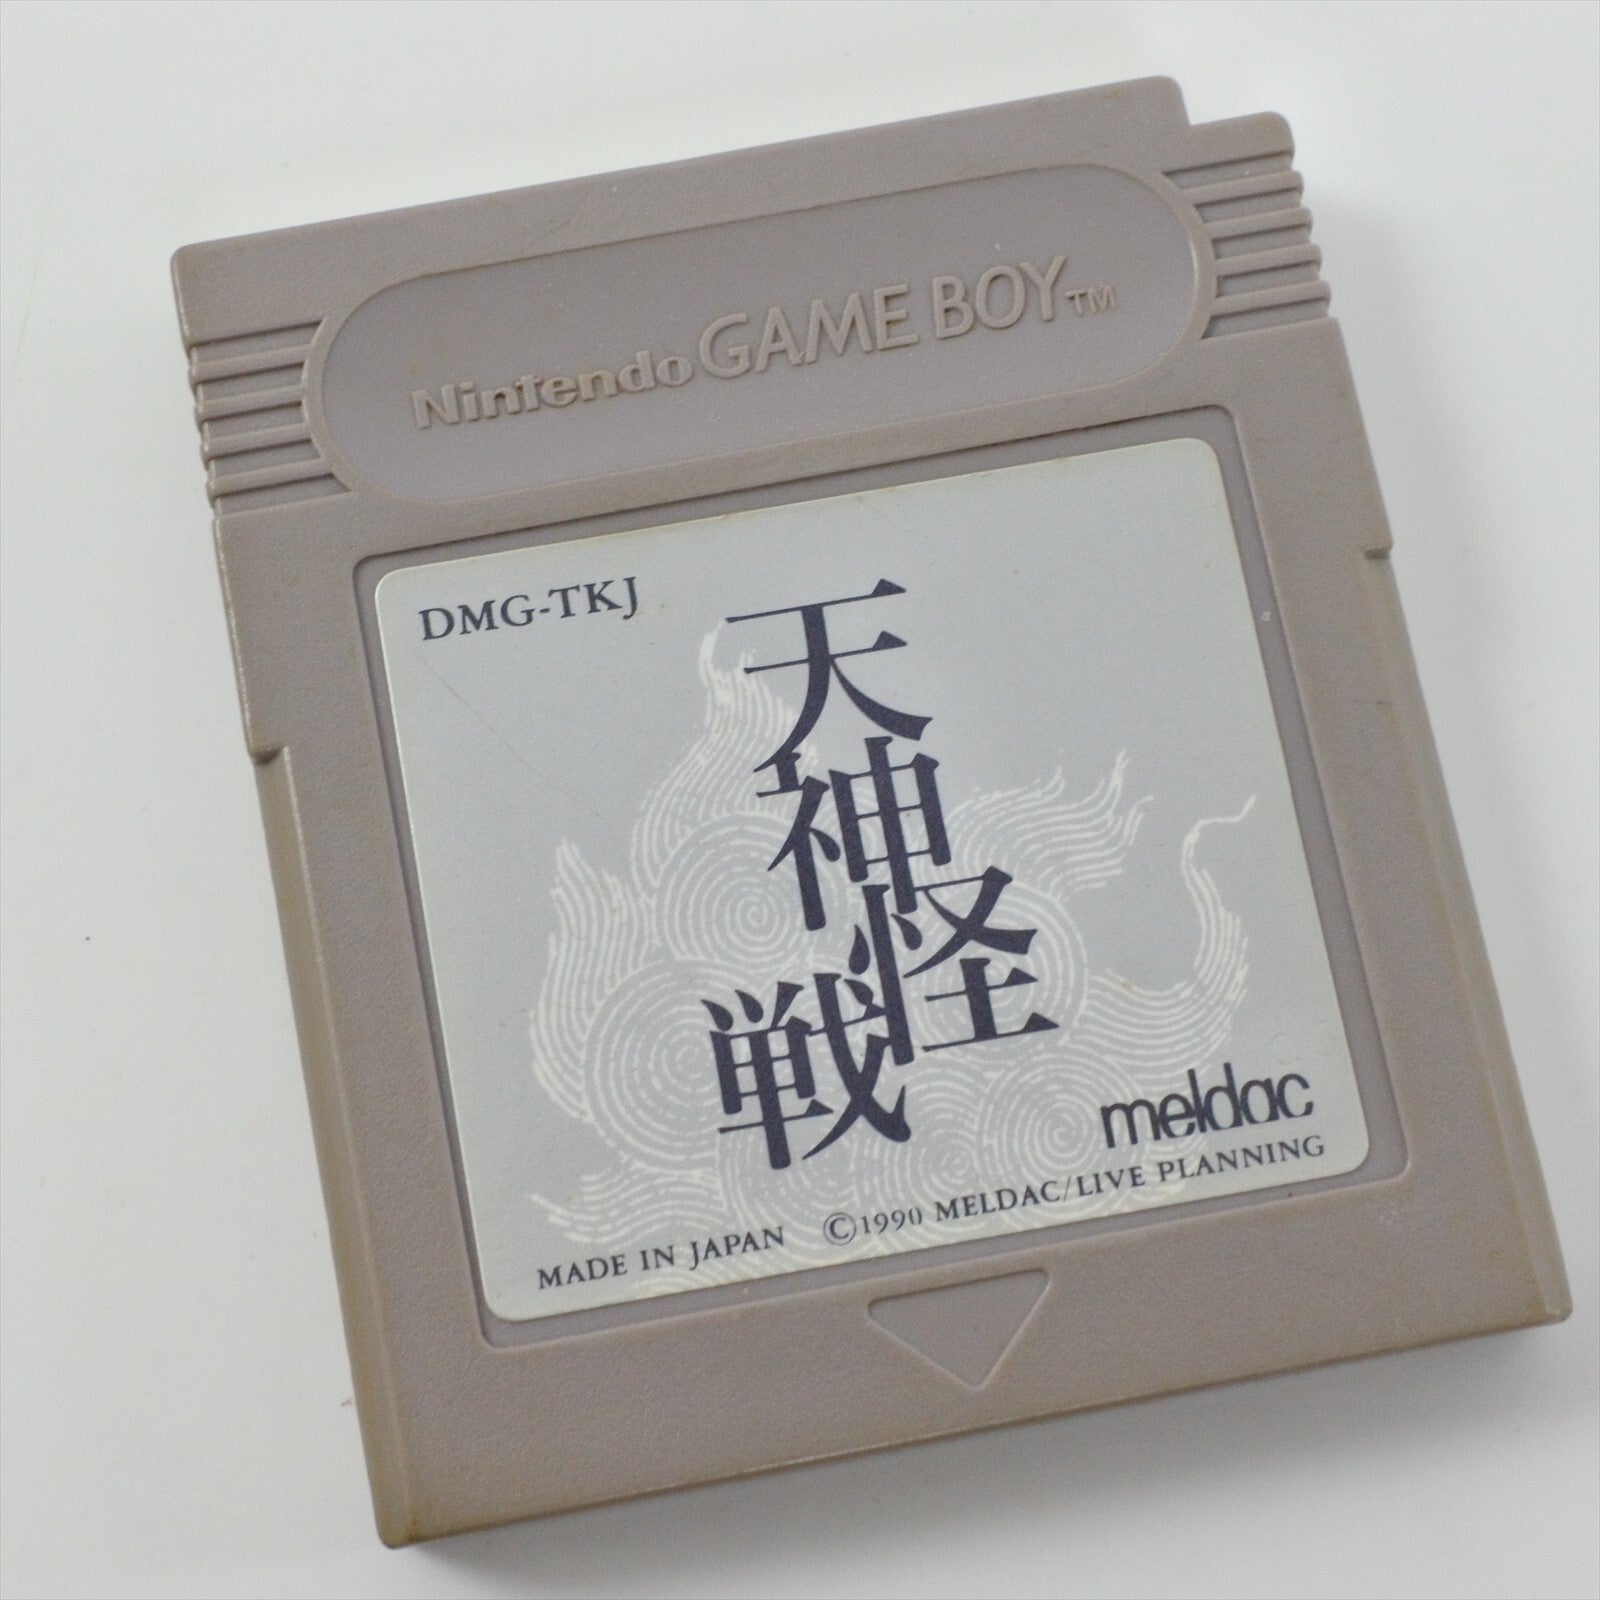 Nintendo GAME BOY™
DMG-TKJ
天神怪戦
meldac
MADE IN JAPAN ©1990 MELDAC/LIVE PLANNING